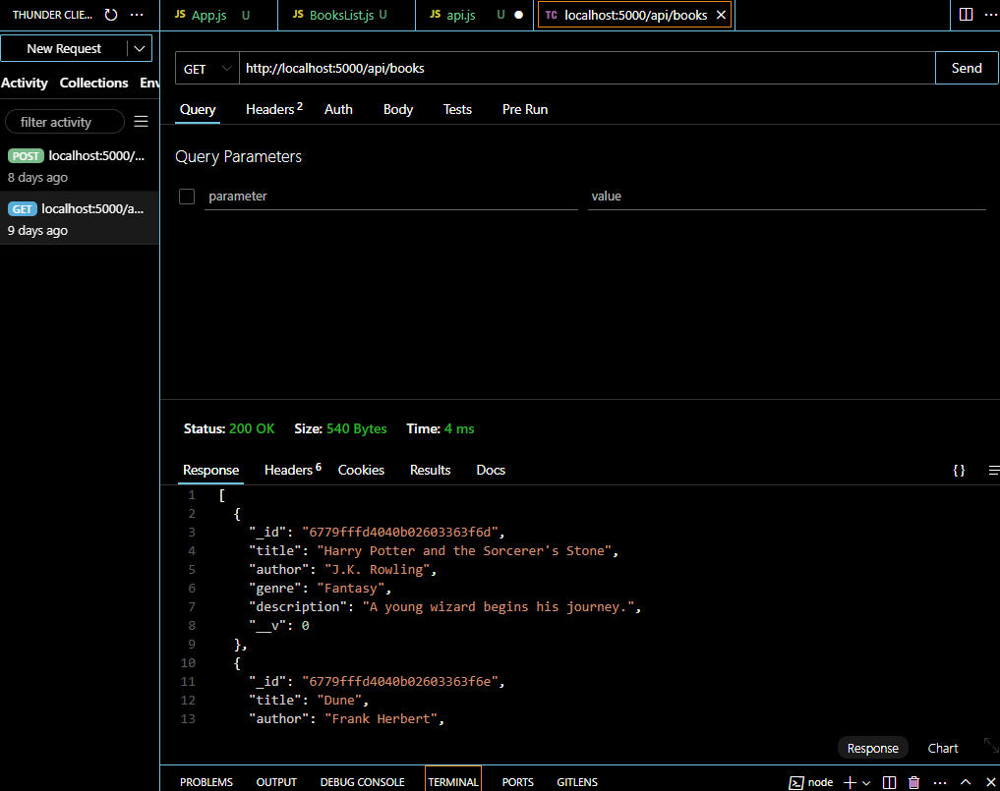 THUNDER CLIE...
JS App.js U
JS BooksList.js U
JS api.js U
TC localhost:5000/api/books
New Request
Activity Collections Env
filter activity
POST localhost:5000/...
8 days ago
GET localhost:5000/a...
9 days ago
GET http://localhost:5000/api/books Send
Query Headers 2 Auth Body Tests Pre Run
Query Parameters
parameter value
Status: 200 OK Size: 540 Bytes Time: 4 ms
Response Headers 6 Cookies Results Docs {}
1 [
2 {
3 "_id": "6779fffd4040b02603363f6d",
4 "title": "Harry Potter and the Sorcerer's Stone",
5 "author": "J.K. Rowling",
6 "genre": "Fantasy",
7 "description": "A young wizard begins his journey.",
8 "__v": 0
9 },
10 {
11 "_id": "6779fffd4040b02603363f6e",
12 "title": "Dune",
13 "author": "Frank Herbert",
Response Chart
PROBLEMS OUTPUT DEBUG CONSOLE TERMINAL PORTS GITLENS node